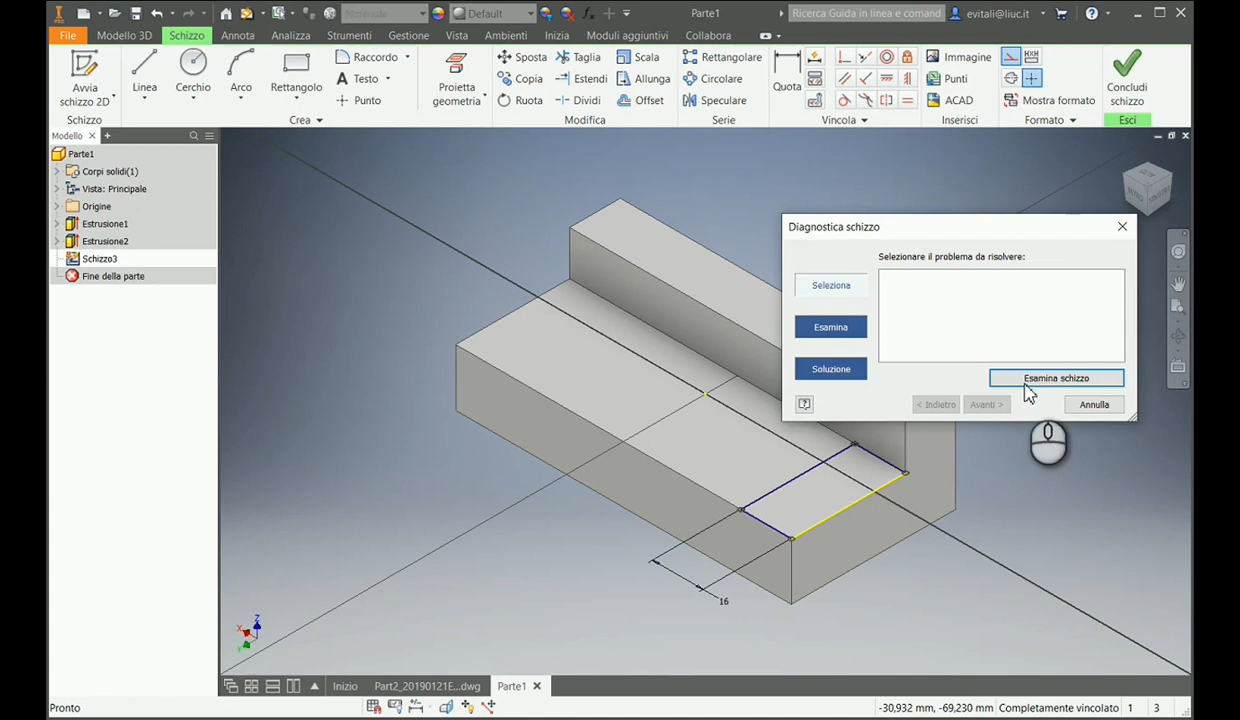 Materiale Default Parte1 Ricerca Guida in linea e comand evitali@liuc.it
File Modello 3D Schizzo Annota Analizza Strumenti Gestione Vista Ambienti Inizia Moduli aggiuntivi Collabora
Avvia
schizzo 2D
Linea
Cerchio
Arco
Rettangolo
Raccordo
Testo
Punto
Proietta
geometria
Sposta Taglia Scala
Copia Estendi Allunga
Ruota Dividi Offset
Rettangolare
Circolare
Speculare
Quota
Immagine
Punti
ACAD
Mostra formato
Concludi
schizzo
Schizzo Crea Modifica Serie Vincola Inserisci Formato Esci
Modello
Parte1
Corpi solidi(1)
Vista: Principale
Origine
Estrusione1
Estrusione2
Schizzo3
Fine della parte
Diagnostica schizzo
Selezionare il problema da risolvere:
Seleziona
Esamina
Soluzione
Esamina schizzo
< Indietro Avanti > Annulla
16
X
Y
Z
Inizio Part2_20190121E...dwg Parte1
Pronto -30,932 mm, -69,230 mm Completamente vincolato 1 3